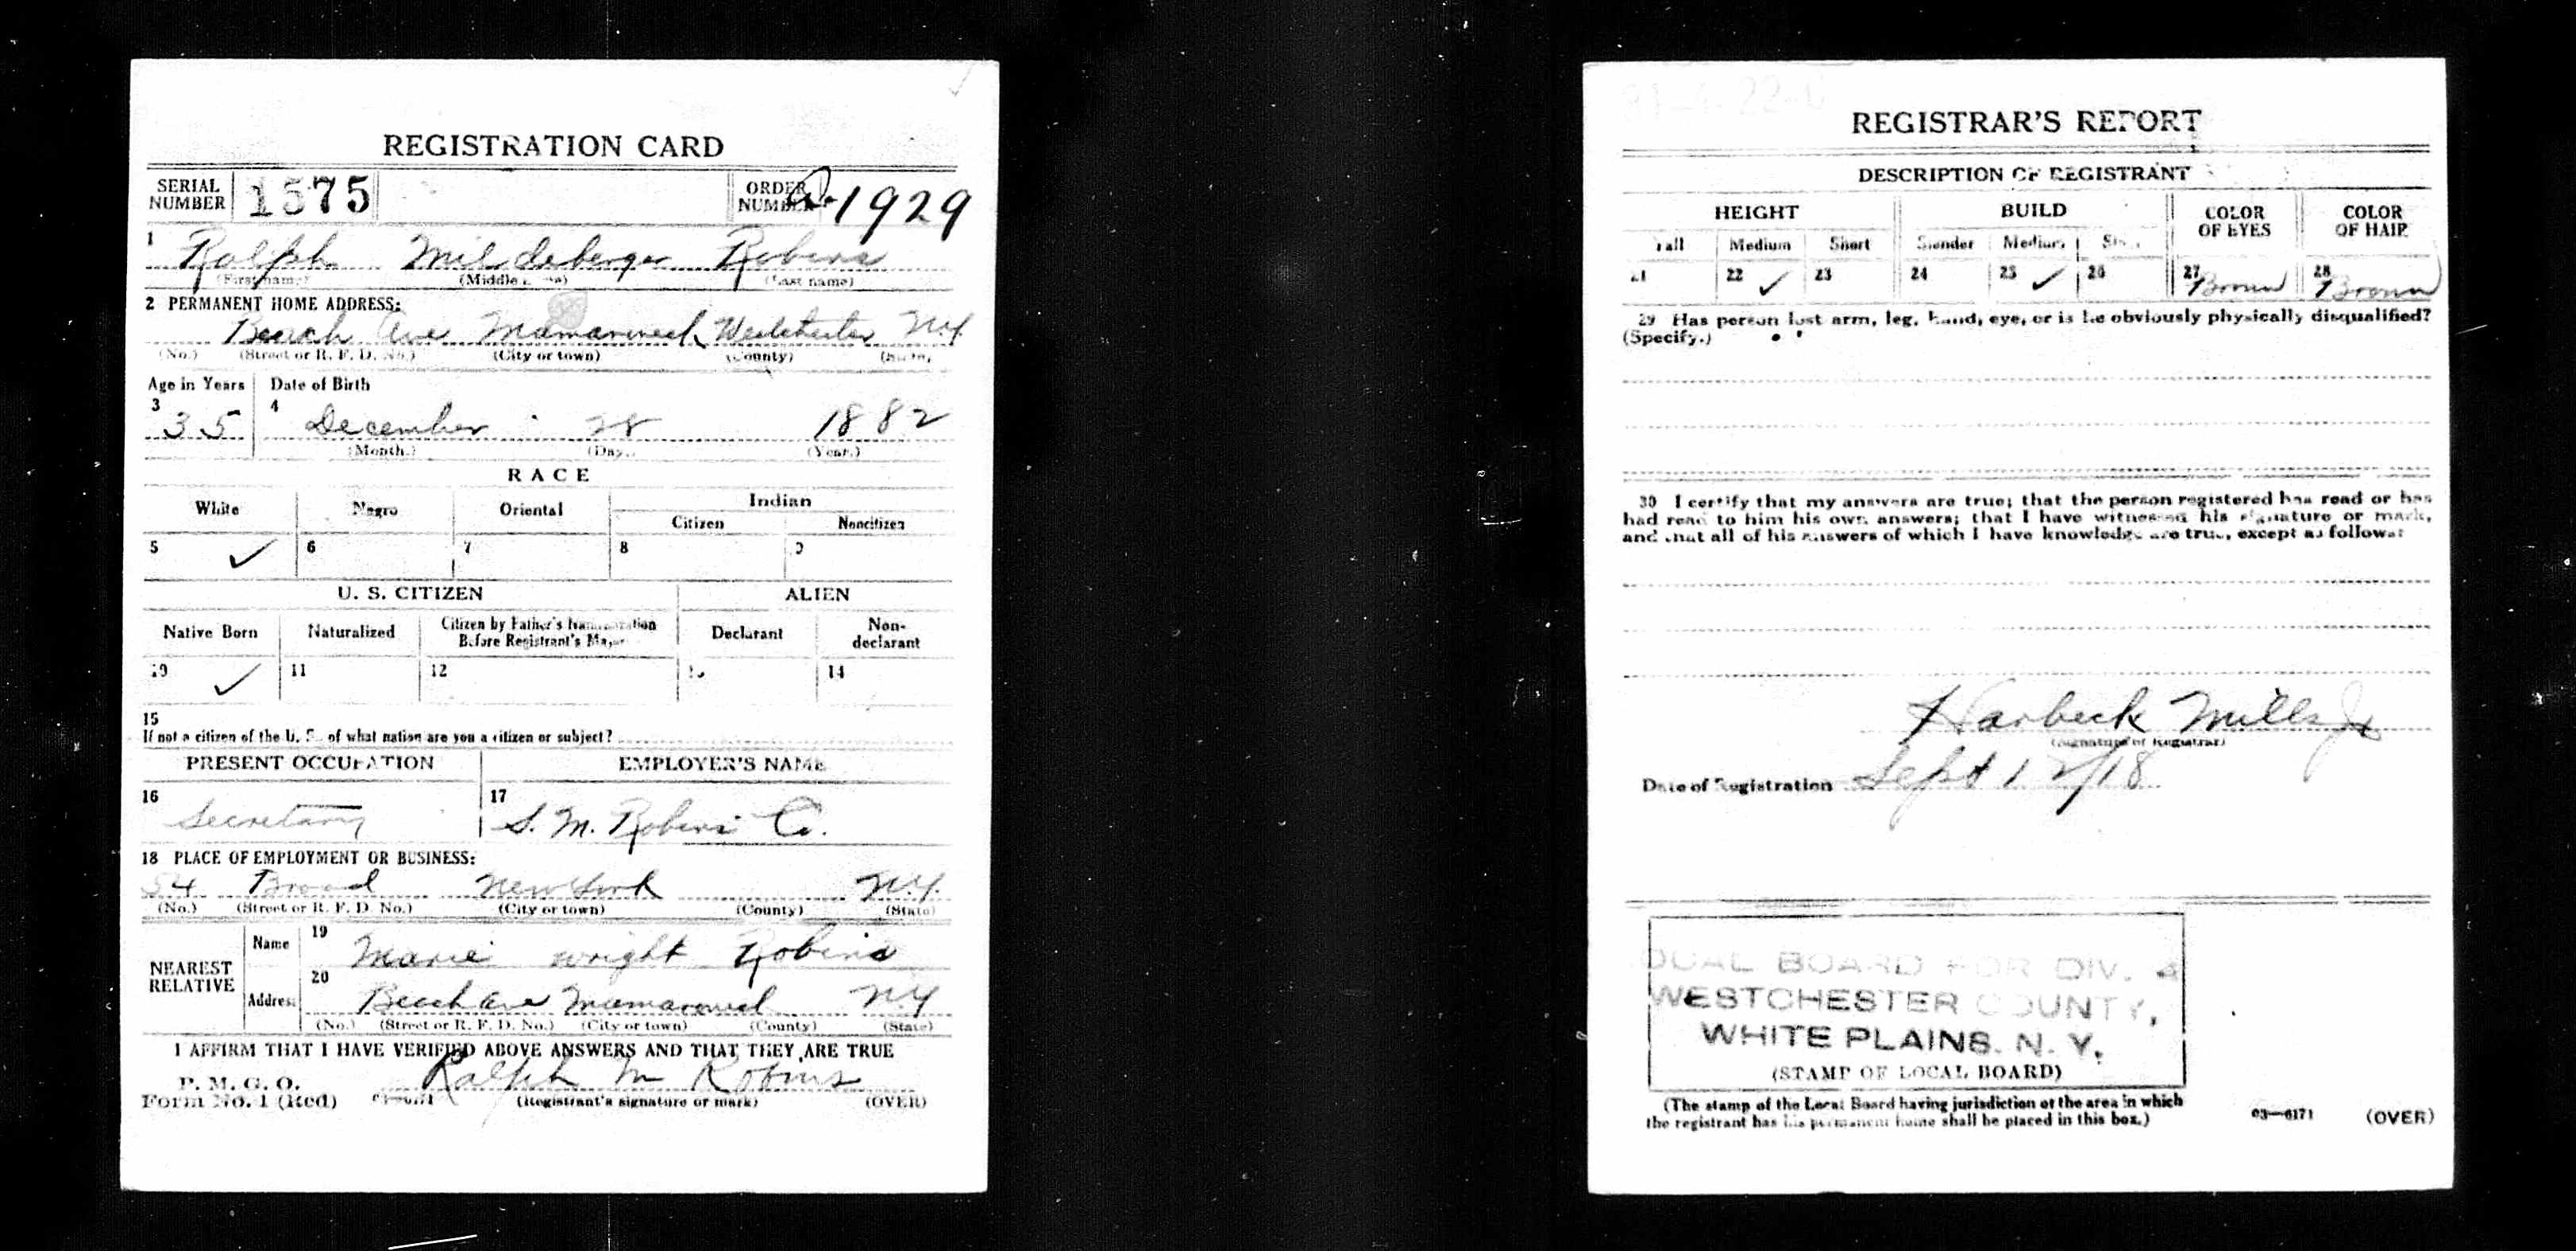 REGISTRATION CARD
SERIAL NUMBER 1575 ORDER NUMBER A-1929
1 Ralph Mildeberger Robins
(First name) (Middle name) (Last name)
2 PERMANENT HOME ADDRESS:
Beach Ave Mamaroneck Westchester N.Y
(No.) (Street or R. F. D. No.) (City or town) (County) (State)
Age in Years Date of Birth
3 35 4 December 28 1882
(Month.) (Day.) (Year.)
RACE
White Negro Oriental Indian
Citizen Noncitizen
5 ✓ 6 7 8 9
U. S. CITIZEN ALIEN
Native Born Naturalized Citizen by Father's Naturalization Before Registrant's Majority Declarant Non-declarant
10 ✓ 11 12 13 14
15
If not a citizen of the U. S., of what nation are you a citizen or subject?
PRESENT OCCUPATION EMPLOYER'S NAME
16 Secretary 17 S. M. Robins Co.
18 PLACE OF EMPLOYMENT OR BUSINESS:
54 Broad New York N.Y.
(No.) (Street or R. F. D. No.) (City or town) (County) (State)
NEAREST RELATIVE Name 19 Marie Wright Robins
Address 20 Beach Ave Mamaroneck N.Y
(No.) (Street or R. F. D. No.) (City or town) (County) (State)
I AFFIRM THAT I HAVE VERIFIED ABOVE ANSWERS AND THAT THEY ARE TRUE
P. M. G. O.
Form No. 1 (Red) Ralph M Robins
(Registrant's signature or mark) (OVER)
REGISTRAR'S REPORT
DESCRIPTION OF REGISTRANT
HEIGHT BUILD COLOR OF EYES COLOR OF HAIR
Tall Medium Short Slender Medium Stout
21 22 ✓ 23 24 25 ✓ 26 27 Brown 28 Brown
29 Has person lost arm, leg, hand, eye, or is he obviously physically disqualified?
(Specify.)
30 I certify that my answers are true; that the person registered has read or has
had read to him his own answers; that I have witnessed his signature or mark,
and that all of his answers of which I have knowledge are true, except as follows:
Harbeck Mills Jr
(Signature of Registrar)
Date of Registration Sept 12/18
BOARD FOR DIV. 4
WESTCHESTER COUNTY,
WHITE PLAINS. N. Y.
(STAMP OF LOCAL BOARD)
(The stamp of the Local Board having jurisdiction of the area in which
the registrant has his permanent home shall be placed in this box.)
03—6171 (OVER)